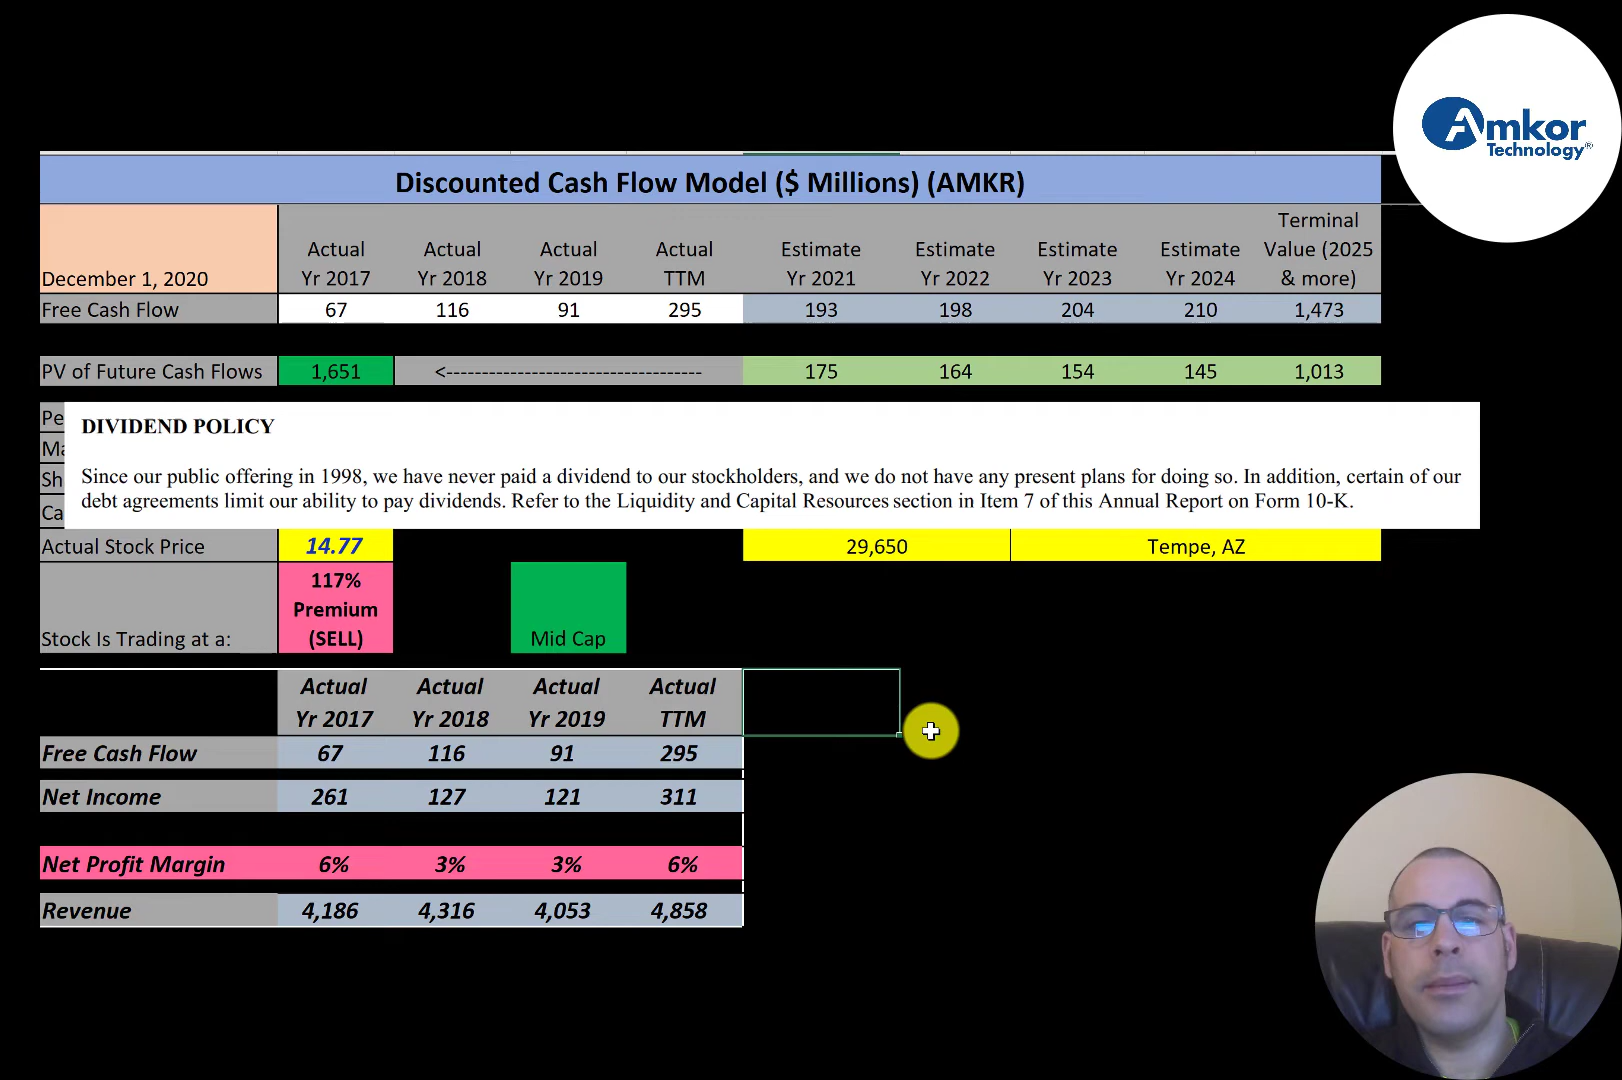 Amkor
Technology®
Discounted Cash Flow Model ($ Millions) (AMKR)
December 1, 2020 Actual Yr 2017 Actual Yr 2018 Actual Yr 2019 Actual TTM Estimate Yr 2021 Estimate Yr 2022 Estimate Yr 2023 Estimate Yr 2024 Terminal Value (2025 & more)
Free Cash Flow 67 116 91 295 193 198 204 210 1,473
PV of Future Cash Flows 1,651 <------------------------------------ 175 164 154 145 1,013
Pe
Ma
Sh
Ca
DIVIDEND POLICY
Since our public offering in 1998, we have never paid a dividend to our stockholders, and we do not have any present plans for doing so. In addition, certain of our
debt agreements limit our ability to pay dividends. Refer to the Liquidity and Capital Resources section in Item 7 of this Annual Report on Form 10-K.
Actual Stock Price 14.77 29,650 Tempe, AZ
Stock Is Trading at a: 117% Premium (SELL) Mid Cap
Actual Yr 2017 Actual Yr 2018 Actual Yr 2019 Actual TTM
Free Cash Flow 67 116 91 295
Net Income 261 127 121 311
Net Profit Margin 6% 3% 3% 6%
Revenue 4,186 4,316 4,053 4,858